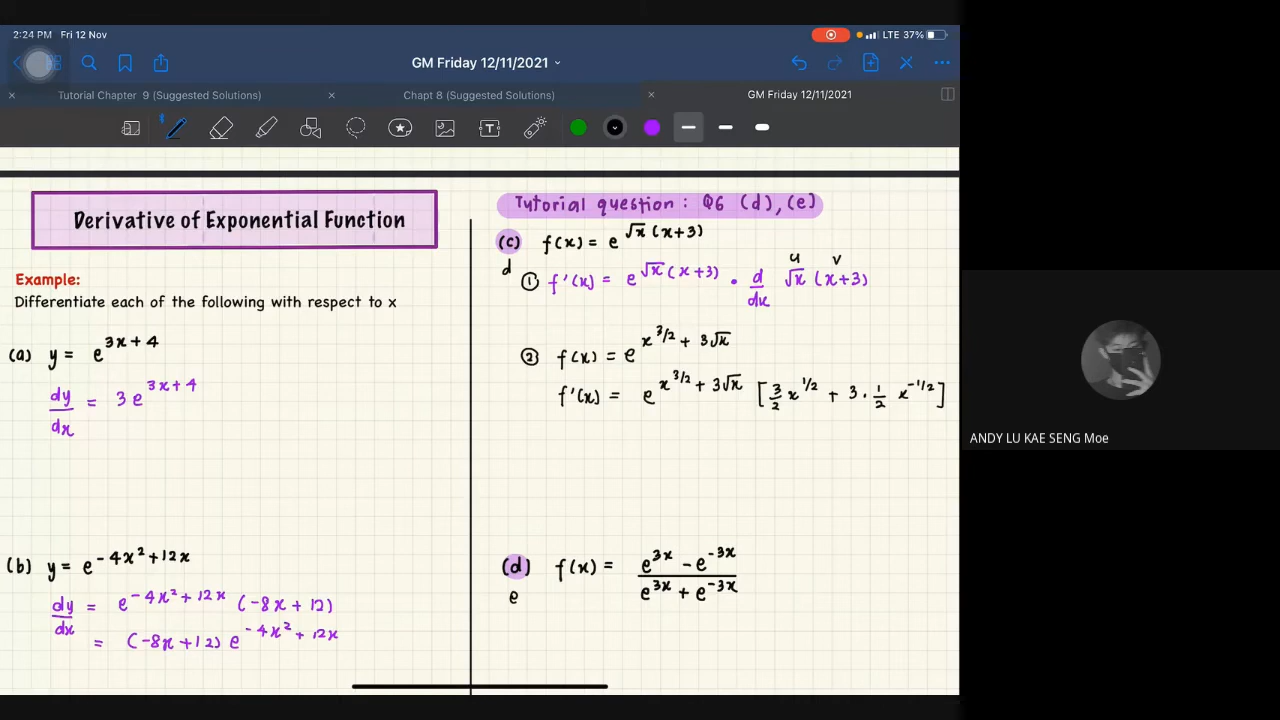 2:24 PM Fri 12 Nov
LTE 37%
GM Friday 12/11/2021
Tutorial Chapter 9 (Suggested Solutions)
Chapt 8 (Suggested Solutions)
GM Friday 12/11/2021
Derivative of Exponential Function
Example:
Differentiate each of the following with respect to x
(a) y = e^(3x + 4)
dy/dx = 3e^(3x + 4)
(b) y = e^(-4x² + 12x)
dy/dx = e^(-4x² + 12x) (-8x + 12)
= (-8x + 12) e^(-4x² + 12x)
Tutorial question : Q6 (d), (e)
(c) f(x) = e^(√x (x+3))
d
u v
① f'(x) = e^(√x (x+3)) • d/dx √x (x+3)
② f(x) = e^(x^(3/2) + 3√x)
f'(x) = e^(x^(3/2) + 3√x) [3/2 x^(1/2) + 3 · 1/2 x^(-1/2)]
(d) f(x) = (e^(3x) - e^(-3x)) / (e^(3x) + e^(-3x))
e
ANDY LU KAE SENG Moe